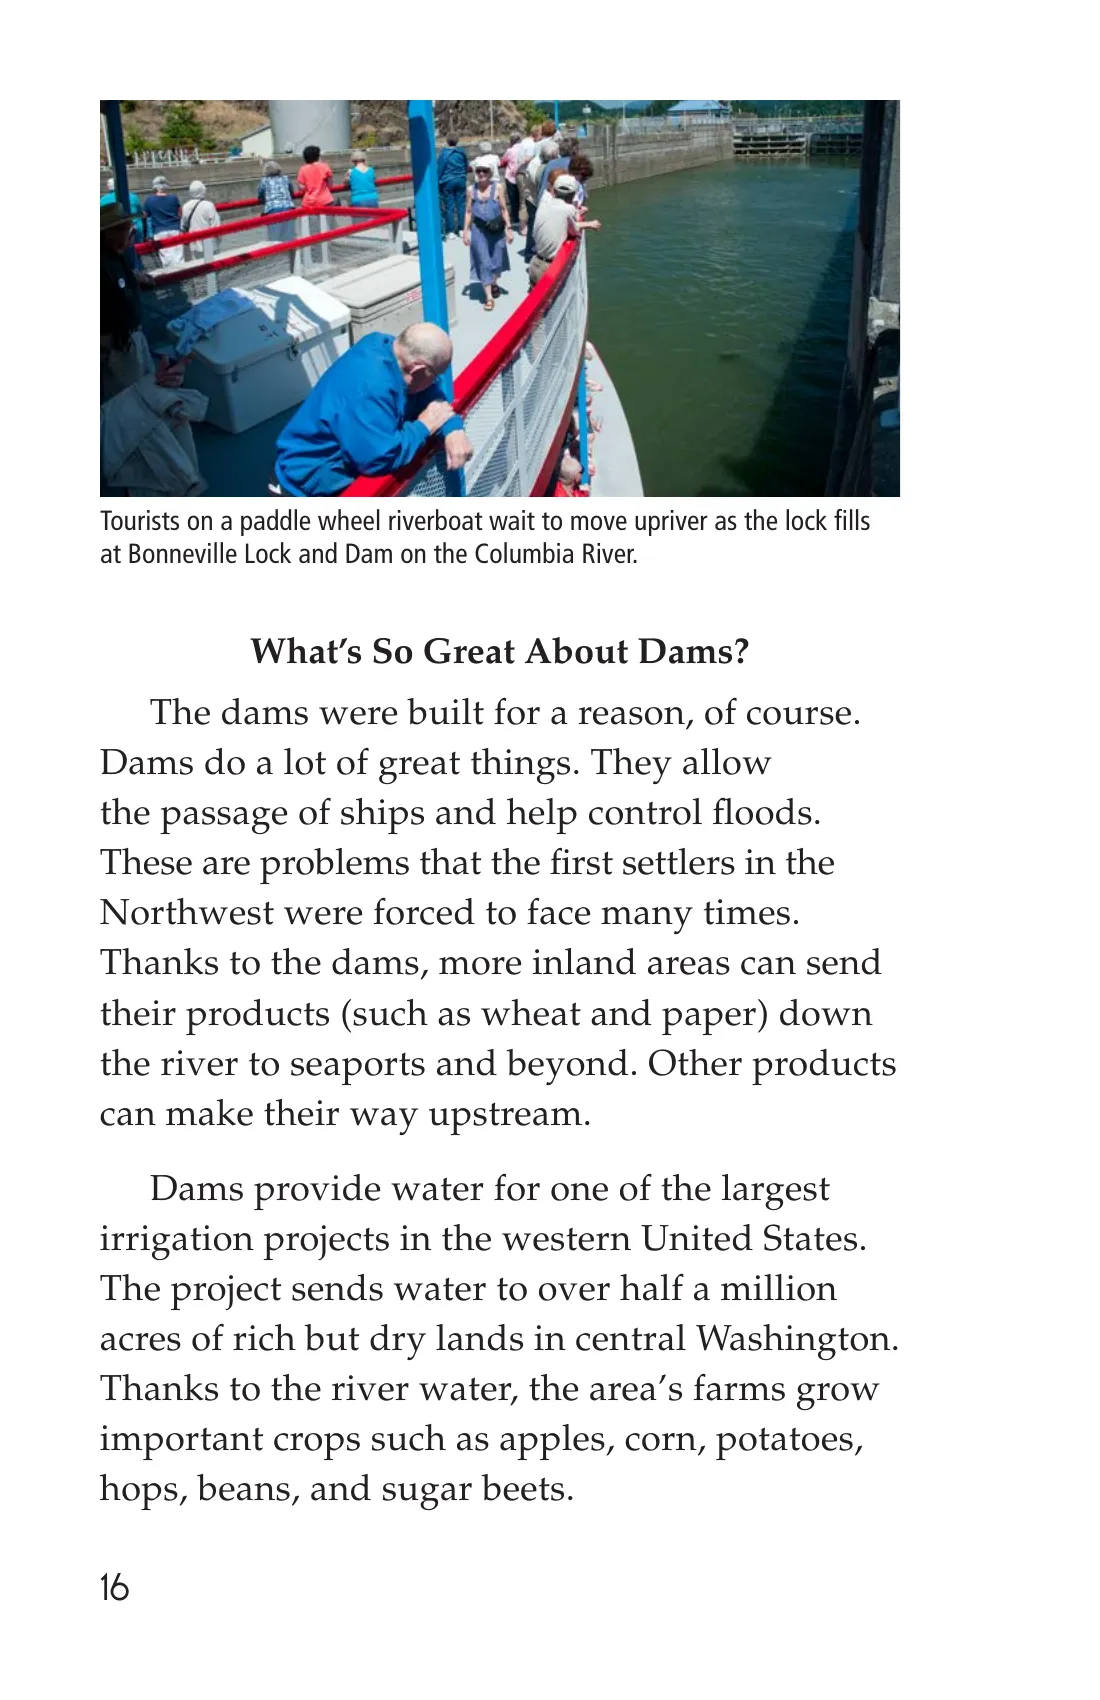 Tourists on a paddle wheel riverboat wait to move upriver as the lock fills
at Bonneville Lock and Dam on the Columbia River.
What's So Great About Dams?
The dams were built for a reason, of course.
Dams do a lot of great things. They allow
the passage of ships and help control floods.
These are problems that the first settlers in the
Northwest were forced to face many times.
Thanks to the dams, more inland areas can send
their products (such as wheat and paper) down
the river to seaports and beyond. Other products
can make their way upstream.
Dams provide water for one of the largest
irrigation projects in the western United States.
The project sends water to over half a million
acres of rich but dry lands in central Washington.
Thanks to the river water, the area's farms grow
important crops such as apples, corn, potatoes,
hops, beans, and sugar beets.
16